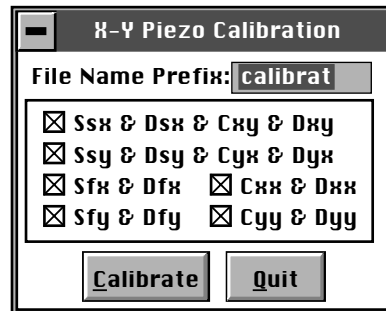 X-Y Piezo Calibration
File Name Prefix: calibrat
Ssx & Dsx & Cxy & Dxy
Ssy & Dsy & Cyx & Dyx
Sfx & Dfx Cxx & Dxx
Sfy & Dfy Cyy & Dyy
Calibrate Quit